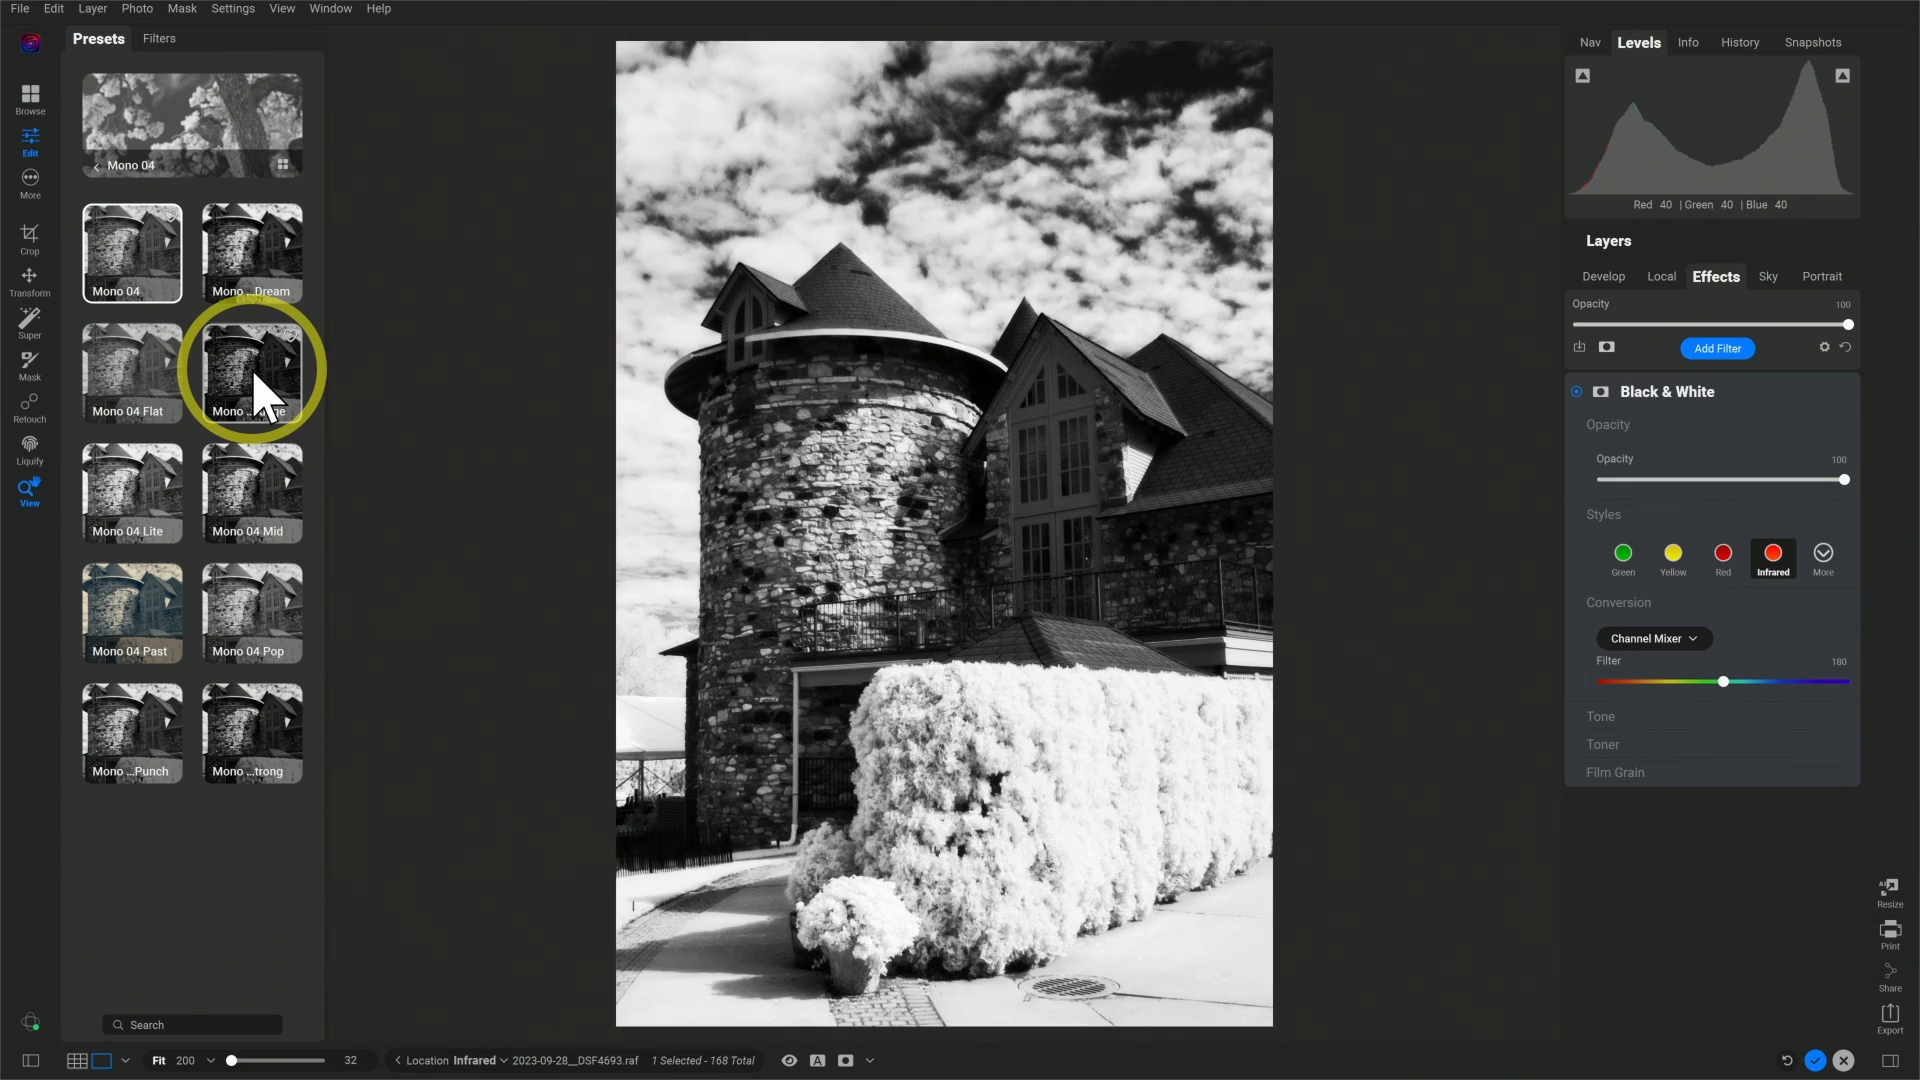 File Edit Layer Photo Mask Settings View Window Help
Presets Filters
Browse
Edit
More
Crop
Transform
Super
Mask
Retouch
Liquify
View
Mono 04
Mono 04
Mono ...Dream
Mono 04 Flat
Mono 04 Lite
Mono 04 Mid
Mono 04 Past
Mono 04 Pop
Mono ...Punch
Mono ...trong
Search
Nav Levels Info History Snapshots
Red 40 | Green 40 | Blue 40
Layers
Develop Local Effects Sky Portrait
Opacity 100
Add Filter
Black & White
Opacity
Opacity 100
Styles
Green Yellow Red Infrared More
Conversion
Channel Mixer
Filter 180
Tone
Toner
Film Grain
Resize
Print
Share
Export
Fit 200 32 Location Infrared 2023-09-28__DSF4693.raf 1 Selected - 168 Total A